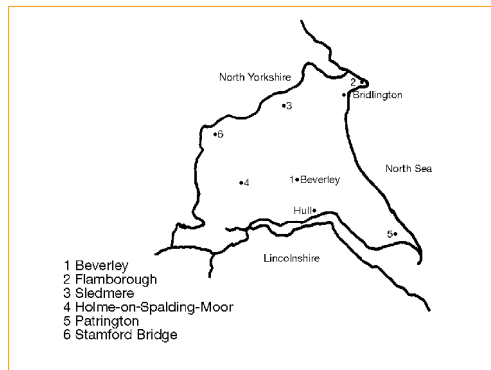 North Yorkshire
2
Bridlington
3
6
North Sea
4
1 Beverley
Hull
5
Lincolnshire
1 Beverley
2 Flamborough
3 Sledmere
4 Holme-on-Spalding-Moor
5 Patrington
6 Stamford Bridge